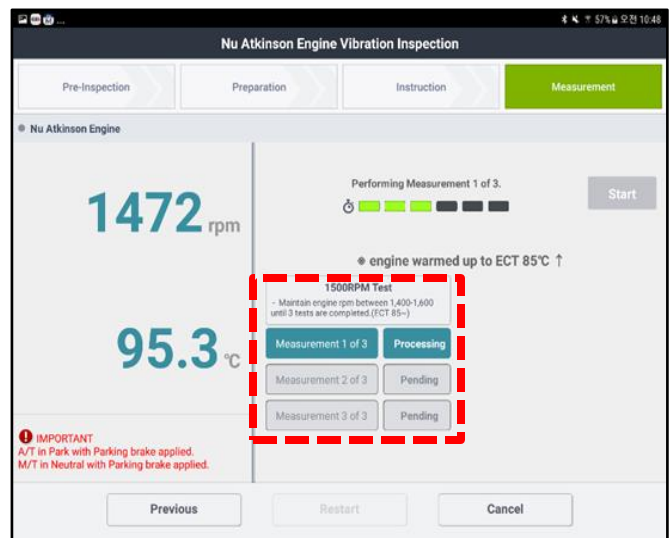 ... 57% 오전 10:48
Nu Atkinson Engine Vibration Inspection
Pre-Inspection
Preparation
Instruction
Measurement
Nu Atkinson Engine
1472 rpm
95.3 ℃
IMPORTANT
A/T in Park with Parking brake applied.
M/T in Neutral with Parking brake applied.
Performing Measurement 1 of 3.
Start
※ engine warmed up to ECT 85℃ ↑
1500RPM Test
- Maintain engine rpm between 1,400-1,600
until 3 tests are completed.(ECT 85~)
Measurement 1 of 3 Processing
Measurement 2 of 3 Pending
Measurement 3 of 3 Pending
Previous
Restart
Cancel